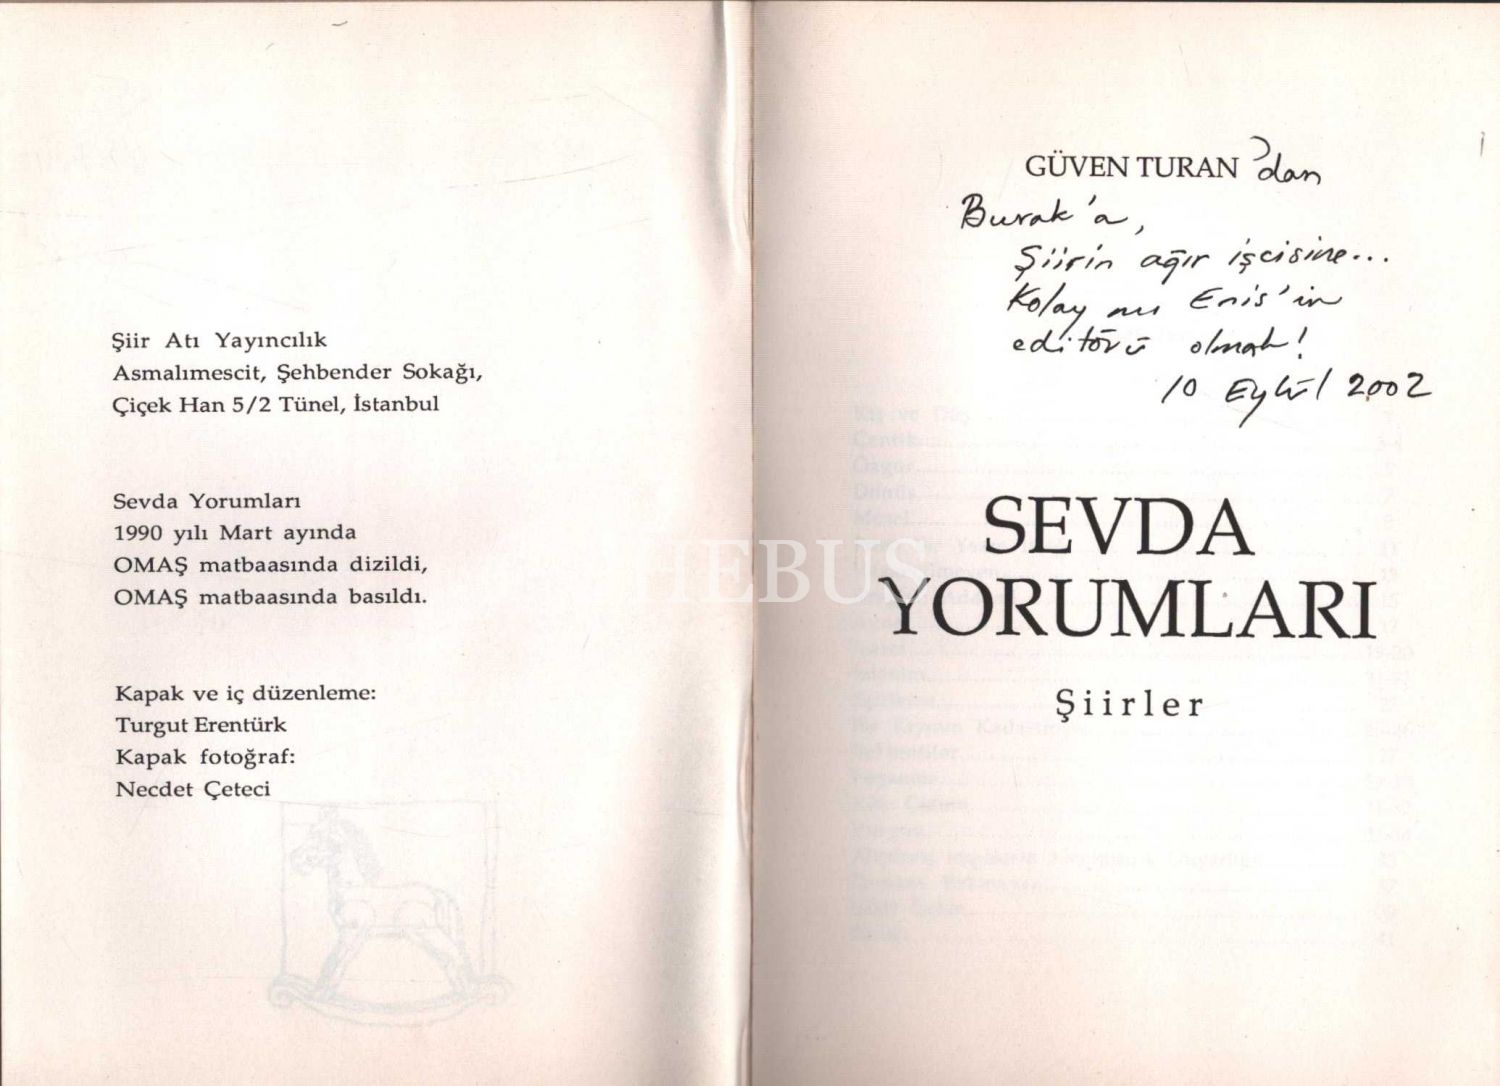 Şiir Atı Yayıncılık
Asmalımescit, Şehbender Sokağı,
Çiçek Han 5/2 Tünel, İstanbul
Sevda Yorumları
1990 yılı Mart ayında
OMAŞ matbaasında dizildi,
OMAŞ matbaasında basıldı.
Kapak ve iç düzenleme:
Turgut Erentürk
Kapak fotoğraf:
Necdet Çeteci
GÜVEN TURAN 'dan
Burak'a,
Şiirin ağır işcisine...
Kolay mı Enis'in
editörü olmak!
10 Eylül 2002
SEVDA
YORUMLARI
Şiirler
HEBUS